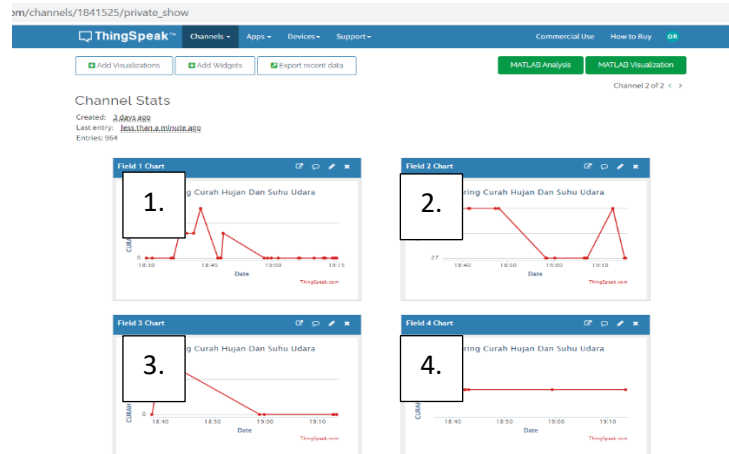 om/channels/1841525/private_show
ThingSpeak™ Channels Apps Devices Support Commercial Use How to Buy OR
Add Visualizations Add Widgets Export recent data MATLAB Analysis MATLAB Visualization
Channel 2 of 2 < >
Channel Stats
Created: 3 days ago
Last entry: less than a minute ago
Entries: 964
Field 1 Chart
1.
g Curah Hujan Dan Suhu Udara
CURA
0
18:30 18:45 19:00 19:15
Date
ThingSpeak.com
Field 2 Chart
2.
ring Curah Hujan Dan Suhu Udara
27
18:40 18:50 19:00 19:10
Date
ThingSpeak.com
Field 3 Chart
3.
g Curah Hujan Dan Suhu Udara
CURAH
0
18:40 18:50 19:00 19:10
Date
ThingSpeak.com
Field 4 Chart
4.
ring Curah Hujan Dan Suhu Udara
CURAH
18:40 18:50 19:00 19:10
Date
ThingSpeak.com